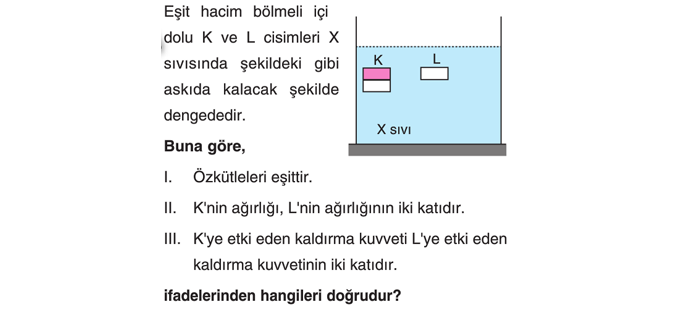 Eşit hacim bölmeli içi
dolu K ve L cisimleri X
sıvısında şekildeki gibi
askıda kalacak şekilde
dengededir.
K
L
X sıvı
Buna göre,
I. Özkütleleri eşittir.
II. K'nin ağırlığı, L'nin ağırlığının iki katıdır.
III. K'ye etki eden kaldırma kuvveti L'ye etki eden
kaldırma kuvvetinin iki katıdır.
ifadelerinden hangileri doğrudur?